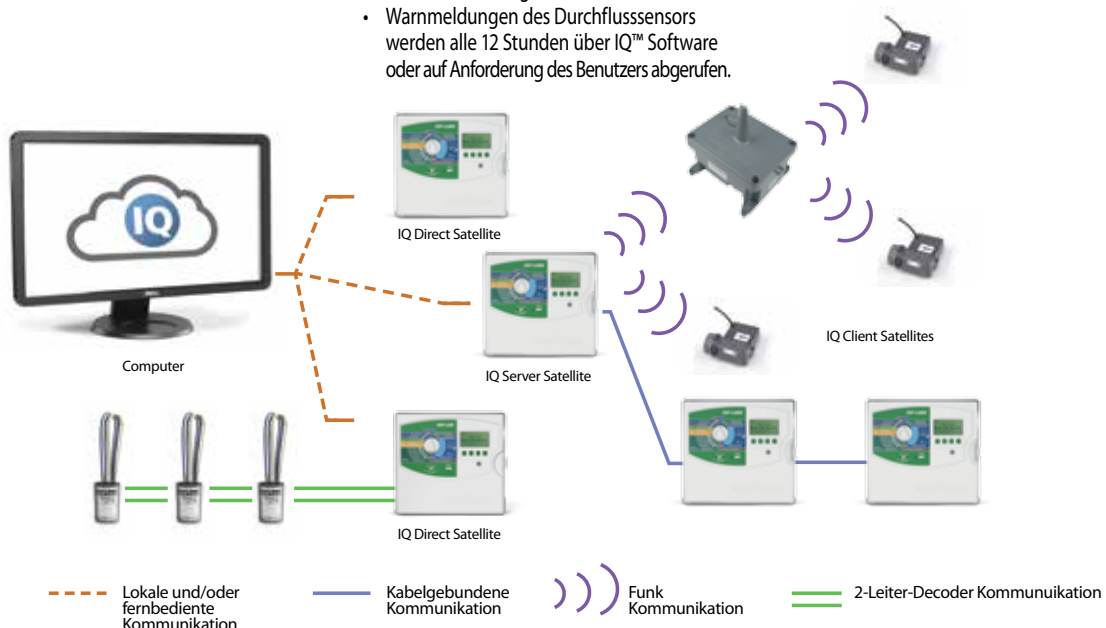 • Warnmeldungen des Durchflusssensors
werden alle 12 Stunden über IQ™ Software
oder auf Anforderung des Benutzers abgerufen.
IQ
IQ Direct Satellite
Computer
IQ Server Satellite
IQ Client Satellites
IQ Direct Satellite
Lokale und/oder
fernbediente
Kommunikation
Kabelgebundene
Kommunikation
Funk
Kommunikation
2-Leiter-Decoder Kommunuikation